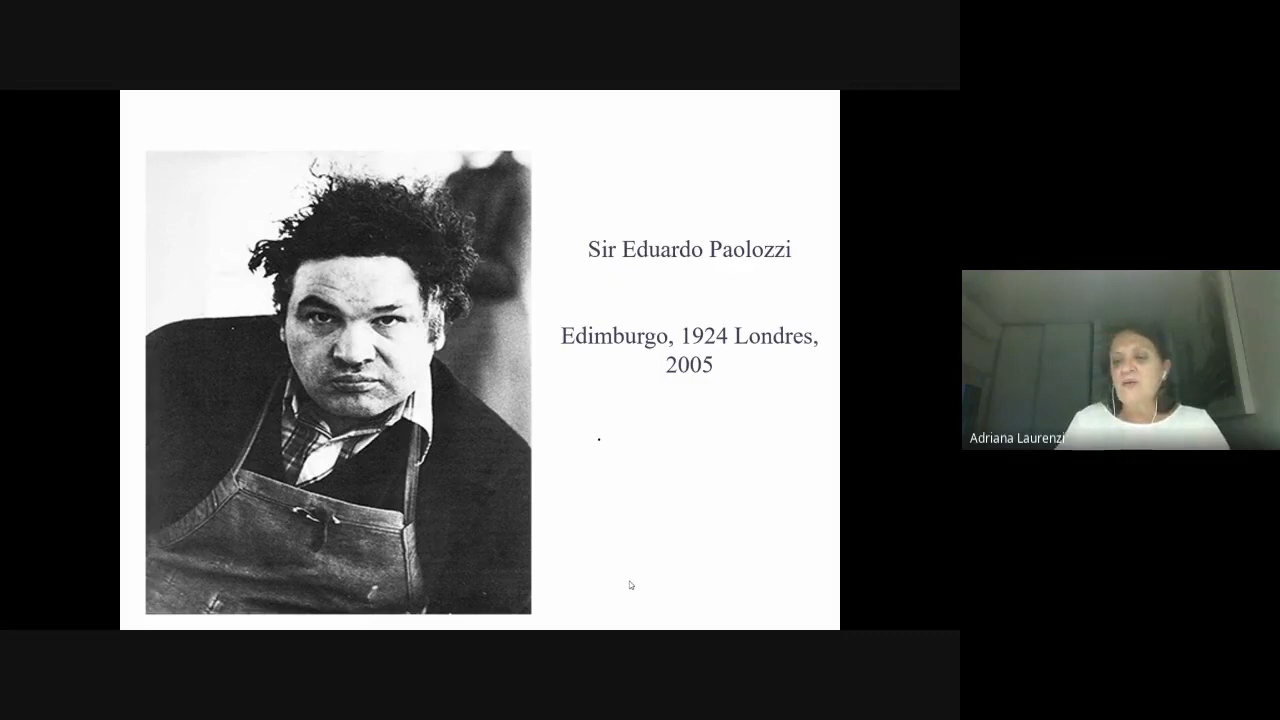 Sir Eduardo Paolozzi
Edimburgo, 1924 Londres,
2005
.
Adriana Laurenzi